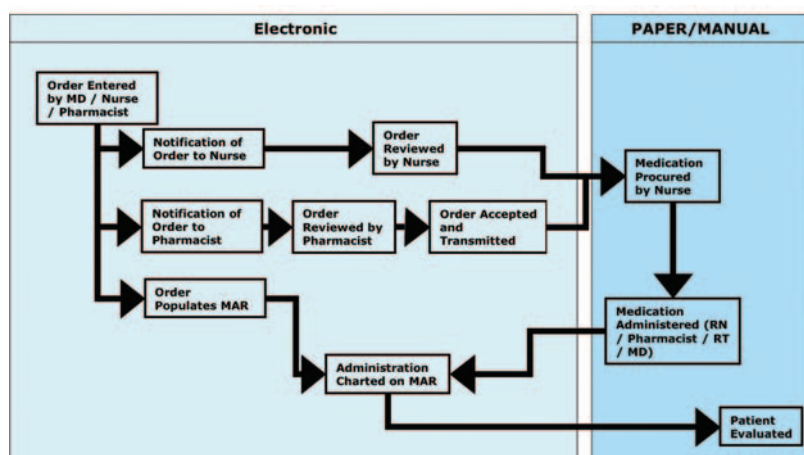 Electronic
PAPER/MANUAL
Order Entered
by MD / Nurse
/ Pharmacist
Notification of
Order to Nurse
Order
Reviewed
by Nurse
Medication
Procured
by Nurse
Notification of
Order to
Pharmacist
Order
Reviewed by
Pharmacist
Order Accepted
and
Transmitted
Order
Populates MAR
Medication
Administered (RN
/ Pharmacist / RT
/ MD)
Administration
Charted on MAR
Patient
Evaluated